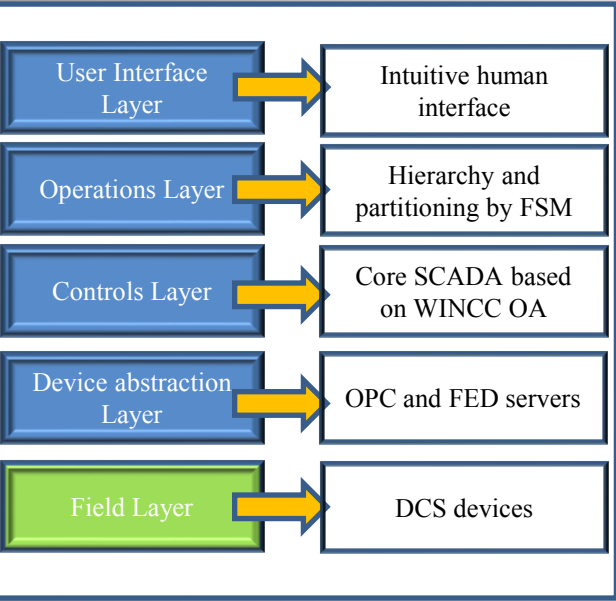 User Interface
Layer
Intuitive human
interface
Operations Layer
Hierarchy and
partitioning by FSM
Controls Layer
Core SCADA based
on WINCC OA
Device abstraction
Layer
OPC and FED servers
Field Layer
DCS devices